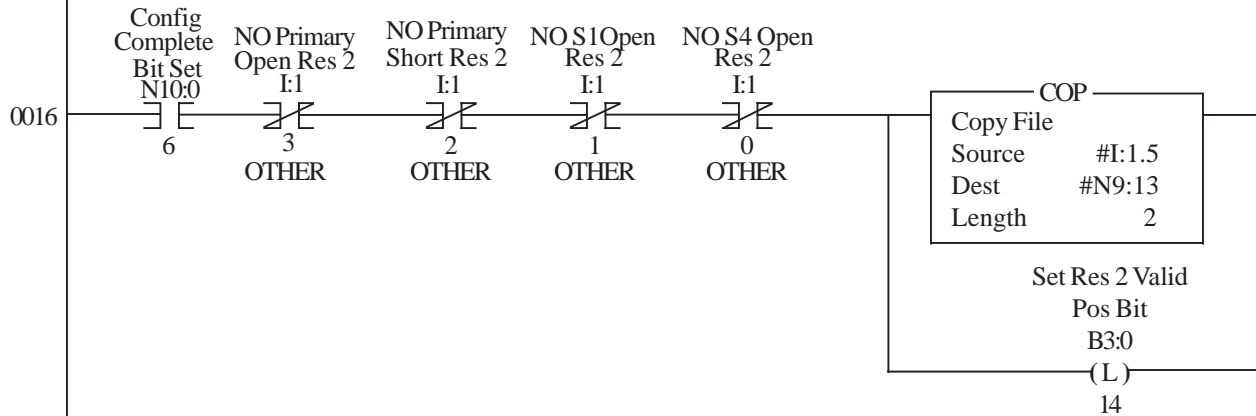 Config
Complete
Bit Set
N10:0
6
NO Primary
Open Res 2
I:1
3
OTHER
NO Primary
Short Res 2
I:1
2
OTHER
NO S1Open
Res 2
I:1
1
OTHER
NO S4 Open
Res 2
I:1
0
OTHER
0016
COP
Copy File
Source #I:1.5
Dest #N9:13
Length 2
Set Res 2 Valid
Pos Bit
B3:0
(L)
14